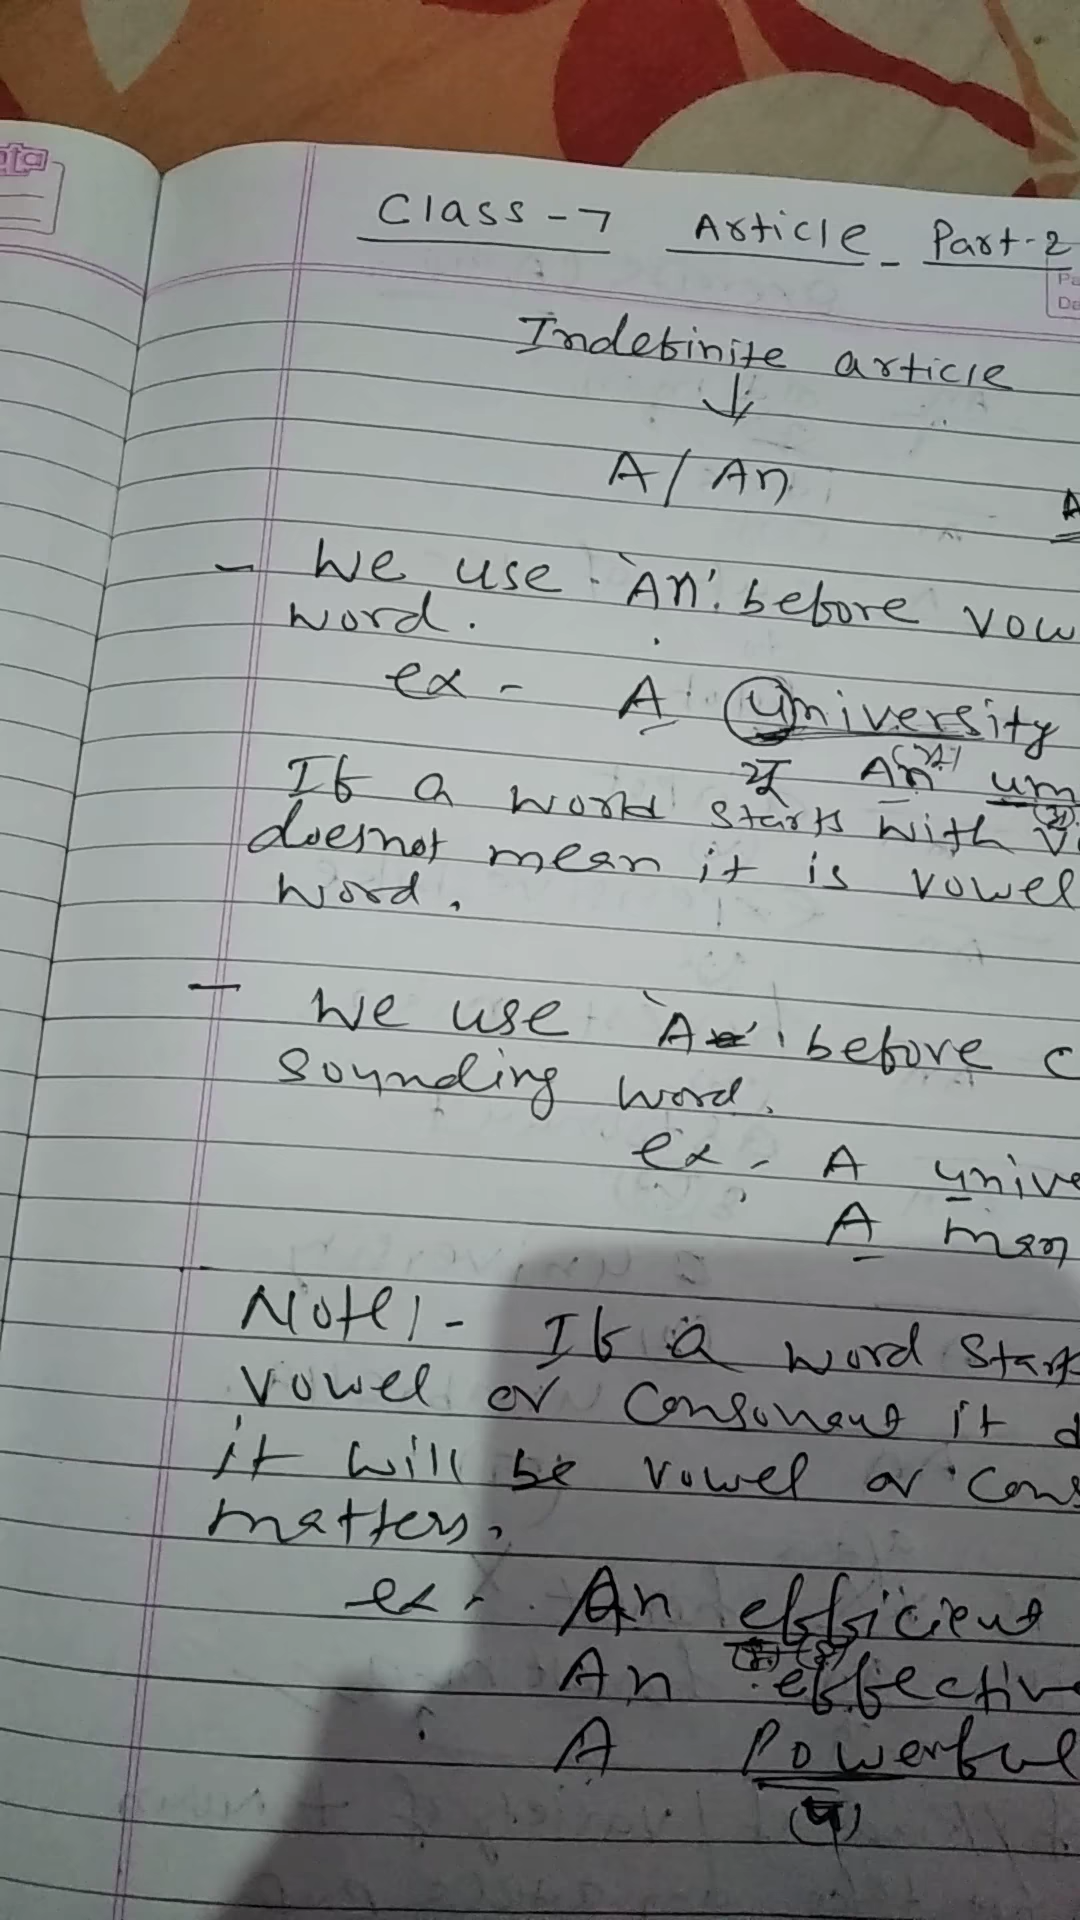 Class-7 Article - Part-2
Indefinite article
↓
A / An
- We use 'An' before vow
word.
ex - A University
यू An um
If a word starts with
doesnot mean it is vowel
word.
- We use 'A' before c
sounding word.
ex - A unive
A man
Note :- If a word start
vowel or consonant it d
it will be vowel or cons
matters.
ex - An efficient
An effective
A Powerful
(प)